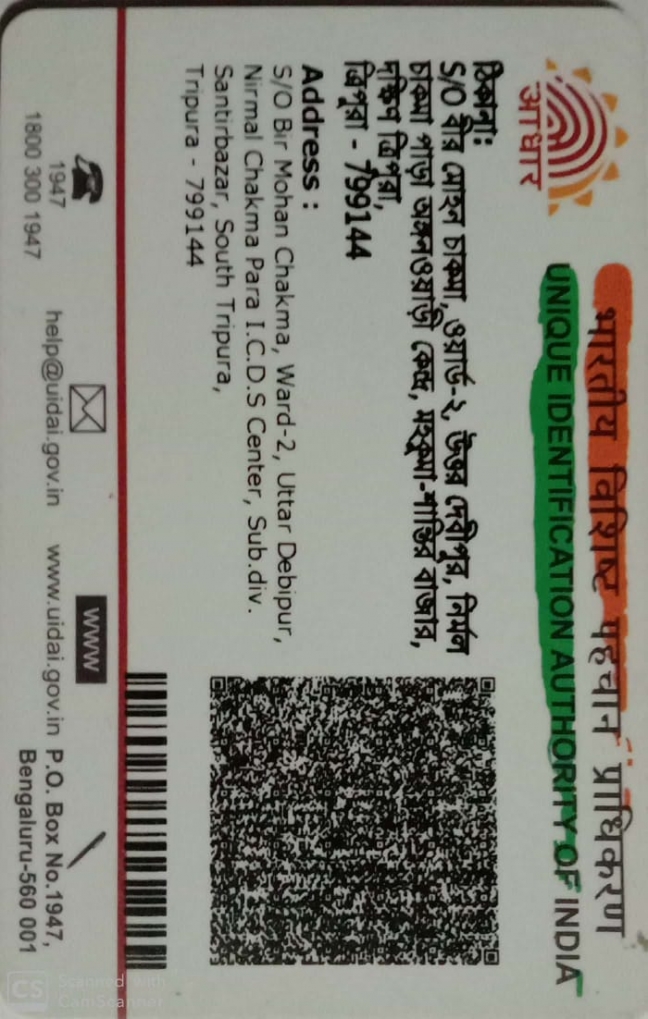 भारतीय विशिष्ट पहचान प्राधिकरण
UNIQUE IDENTIFICATION AUTHORITY OF INDIA
आधार
ঠিকানা:
S/O বীর মোহন চাকমা, ওয়ার্ড-২, উত্তর দেবীপুর, নির্মল
চাকমা পাড়া অঙ্গনওয়াড়ী কেন্দ্র, মহকুমা-শান্তির বাজার,
দক্ষিণ ত্রিপুরা,
ত্রিপুরা - 799144
Address :
S/O Bir Mohan Chakma, Ward-2, Uttar Debipur,
Nirmal Chakma Para I.C.D.S Center, Sub.div.
Santirbazar, South Tripura,
Tripura - 799144
1947
1800 300 1947
help@uidai.gov.in
WWW
www.uidai.gov.in
P.O. Box No.1947,
Bengaluru-560 001
CS
Scanned with
CamScanner